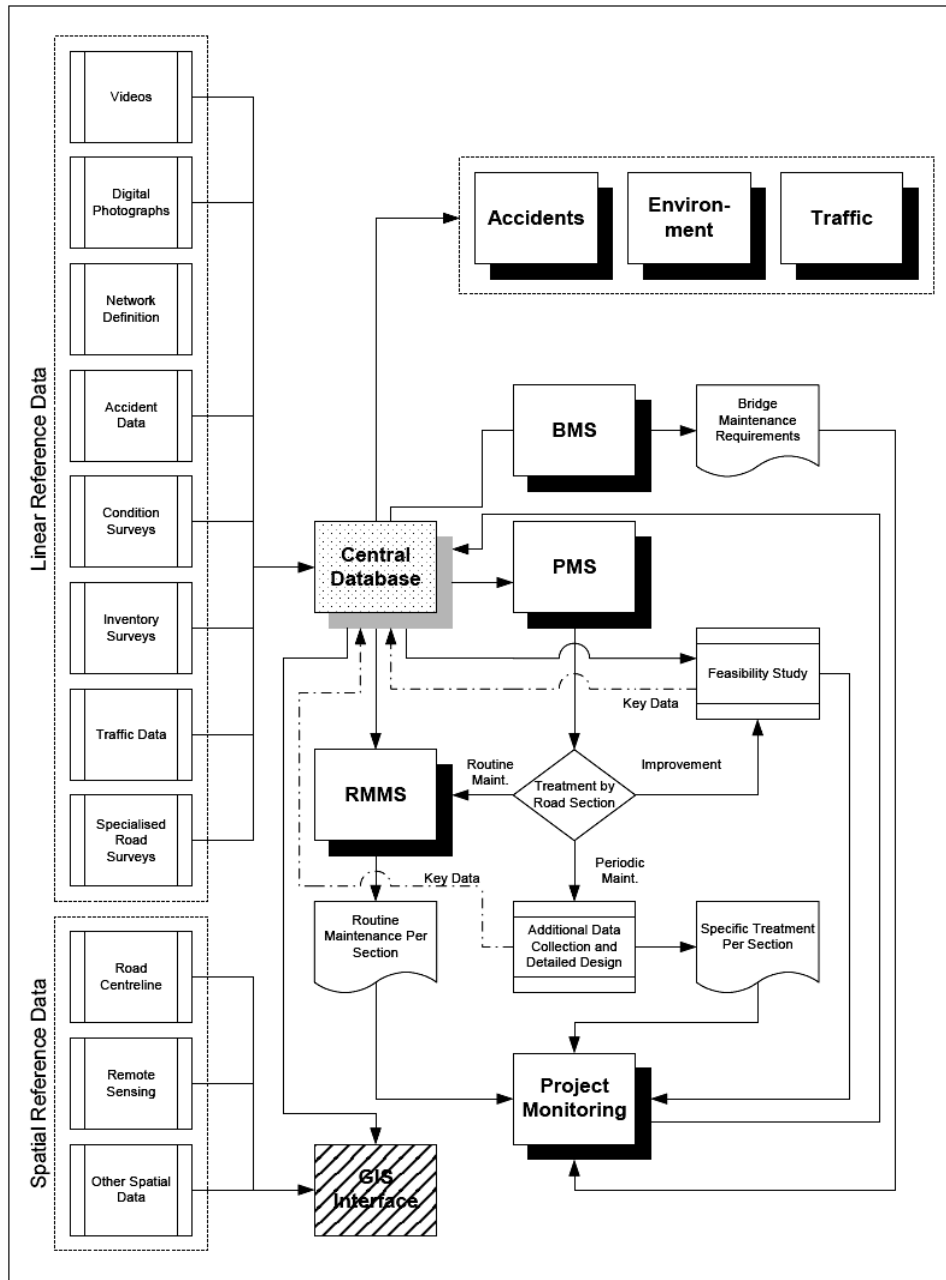 Linear Reference Data
Videos
Digital
Photographs
Network
Definition
Accident
Data
Condition
Surveys
Inventory
Surveys
Traffic Data
Specialised
Road
Surveys
Spatial Reference Data
Road
Centreline
Remote
Sensing
Other Spatial
Data
Accidents
Environ-
ment
Traffic
BMS
Bridge
Maintenance
Requirements
Central
Database
PMS
Feasibility Study
Key Data
RMMS
Routine
Maint.
Treatment by
Road Section
Improvement
Periodic
Maint.
Key Data
Routine
Maintenance Per
Section
Additional Data
Collection and
Detailed Design
Specific Treatment
Per Section
Project
Monitoring
GIS
Interface